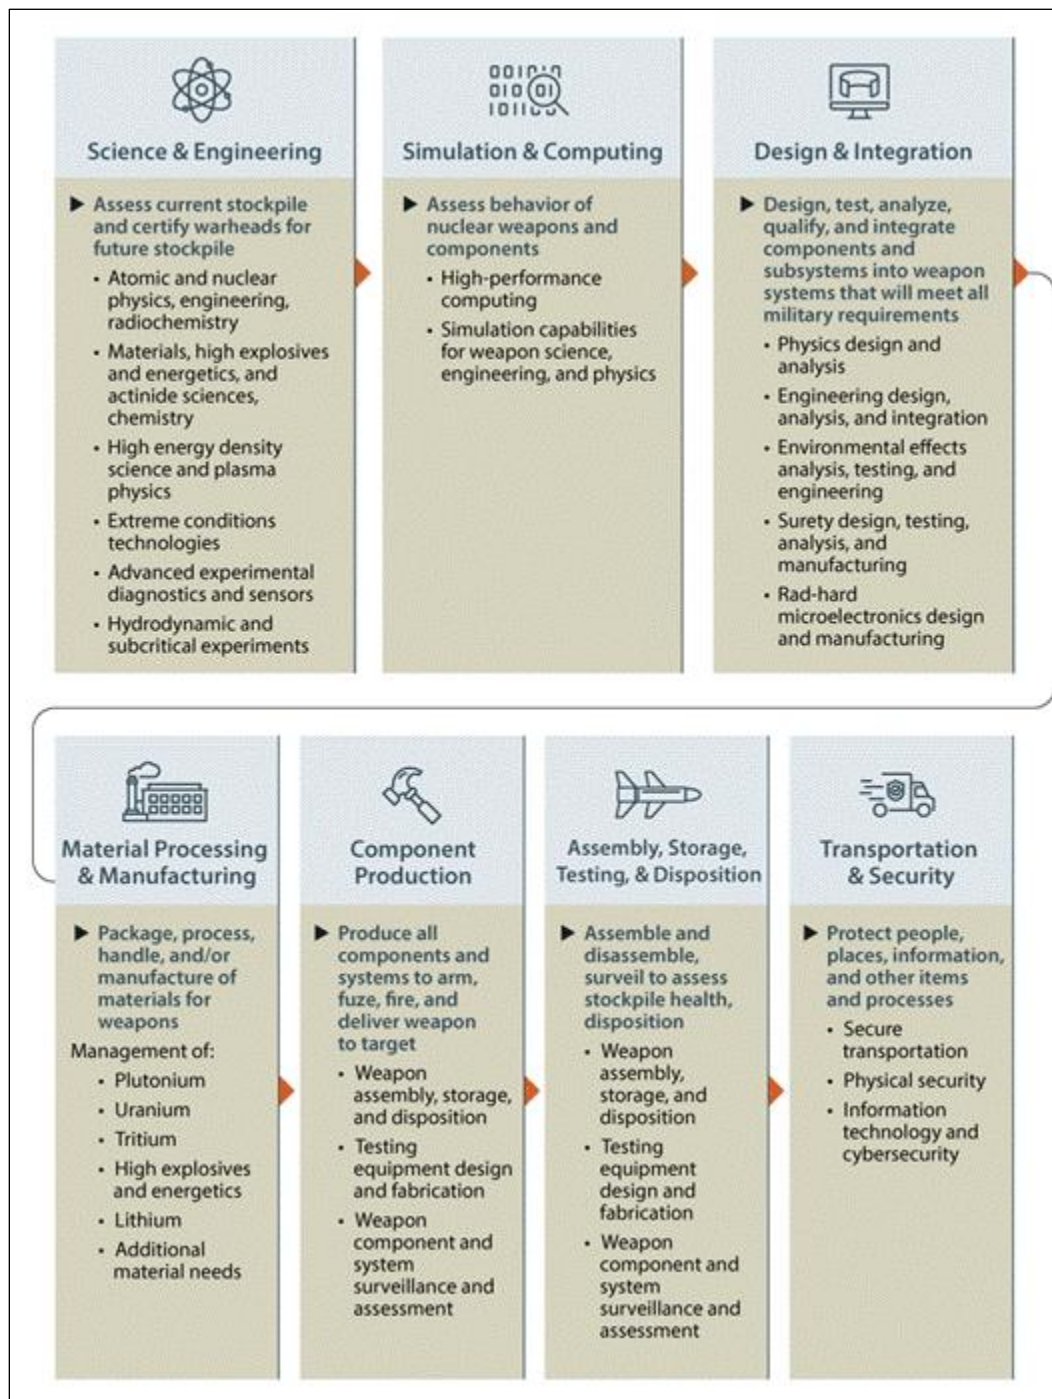 Science & Engineering
▶ Assess current stockpile
and certify warheads for
future stockpile
• Atomic and nuclear
physics, engineering,
radiochemistry
• Materials, high explosives
and energetics, and
actinide sciences,
chemistry
• High energy density
science and plasma
physics
• Extreme conditions
technologies
• Advanced experimental
diagnostics and sensors
• Hydrodynamic and
subcritical experiments
Simulation & Computing
▶ Assess behavior of
nuclear weapons and
components
• High-performance
computing
• Simulation capabilities
for weapon science,
engineering, and physics
Design & Integration
▶ Design, test, analyze,
qualify, and integrate
components and
subsystems into weapon
systems that will meet all
military requirements
• Physics design and
analysis
• Engineering design,
analysis, and integration
• Environmental effects
analysis, testing, and
engineering
• Surety design, testing,
analysis, and
manufacturing
• Rad-hard
microelectronics design
and manufacturing
Material Processing
& Manufacturing
▶ Package, process,
handle, and/or
manufacture of
materials for
weapons
Management of:
• Plutonium
• Uranium
• Tritium
• High explosives
and energetics
• Lithium
• Additional
material needs
Component
Production
▶ Produce all
components and
systems to arm,
fuze, fire, and
deliver weapon
to target
• Weapon
assembly, storage,
and disposition
• Testing
equipment design
and fabrication
• Weapon
component and
system
surveillance and
assessment
Assembly, Storage,
Testing, & Disposition
▶ Assemble and
disassemble,
surveil to assess
stockpile health,
disposition
• Weapon
assembly,
storage, and
disposition
• Testing
equipment
design and
fabrication
• Weapon
component and
system
surveillance and
assessment
Transportation
& Security
▶ Protect people,
places, information,
and other items
and processes
• Secure
transportation
• Physical security
• Information
technology and
cybersecurity